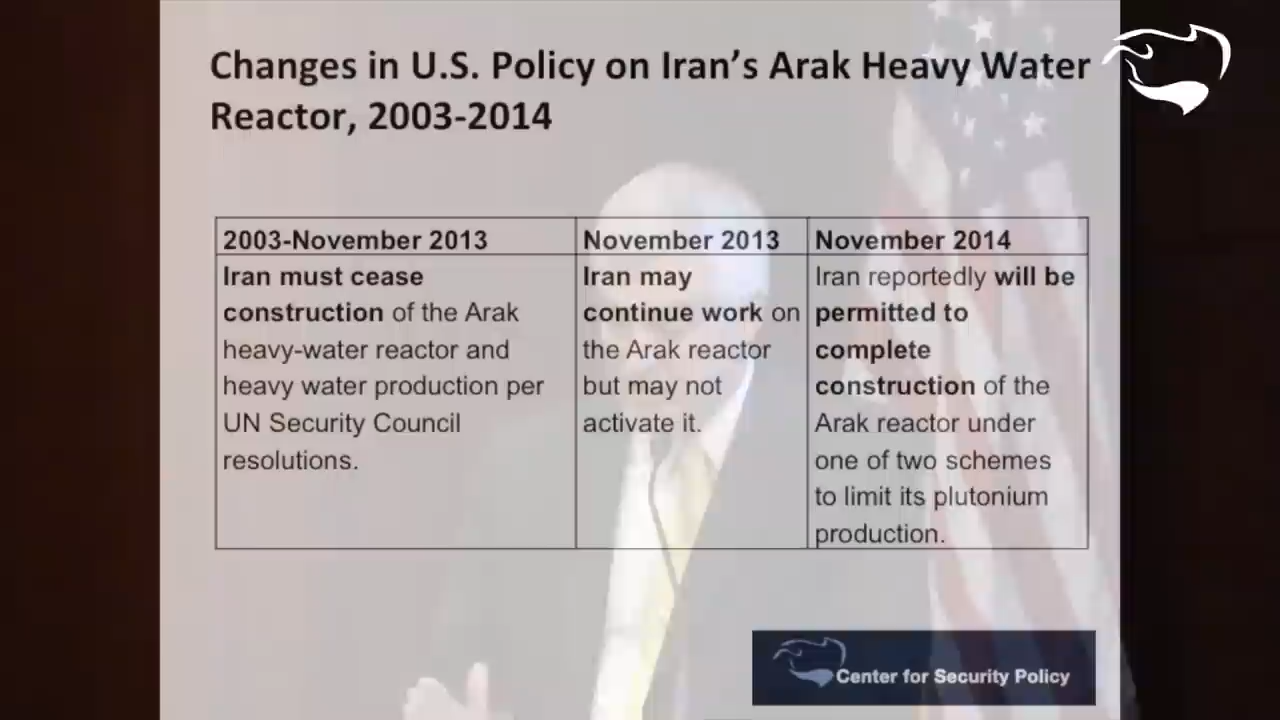 Changes in U.S. Policy on Iran's Arak Heavy Water
Reactor, 2003-2014
2003-November 2013
Iran must cease
construction of the Arak
heavy-water reactor and
heavy water production per
UN Security Council
resolutions.
November 2013
Iran may
continue work on
the Arak reactor
but may not
activate it.
November 2014
Iran reportedly will be
permitted to
complete
construction of the
Arak reactor under
one of two schemes
to limit its plutonium
production.
Center for Security Policy